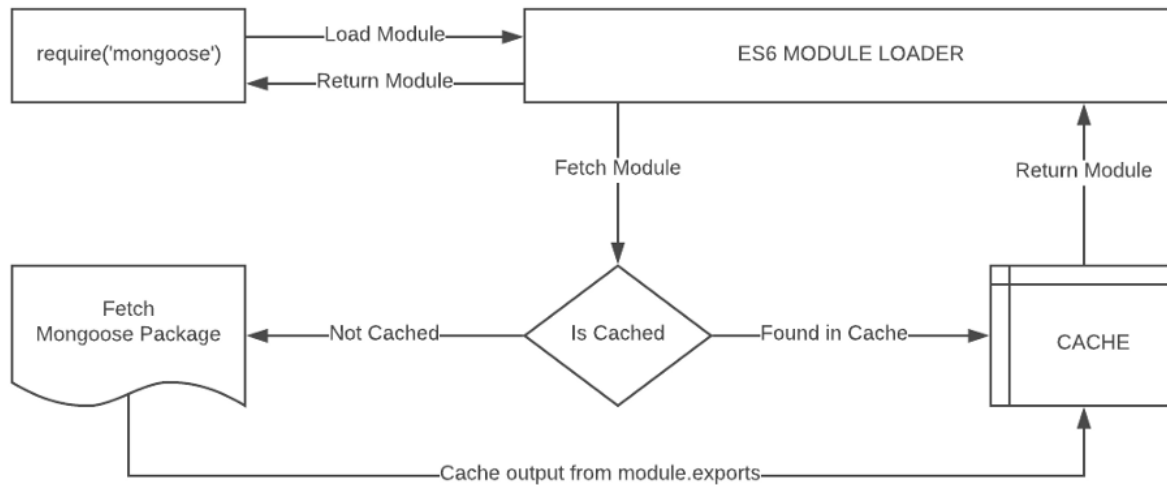 require('mongoose')
Load Module
Return Module
ES6 MODULE LOADER
Fetch Module
Return Module
Fetch
Mongoose Package
Not Cached
Is Cached
Found in Cache
CACHE
Cache output from module.exports